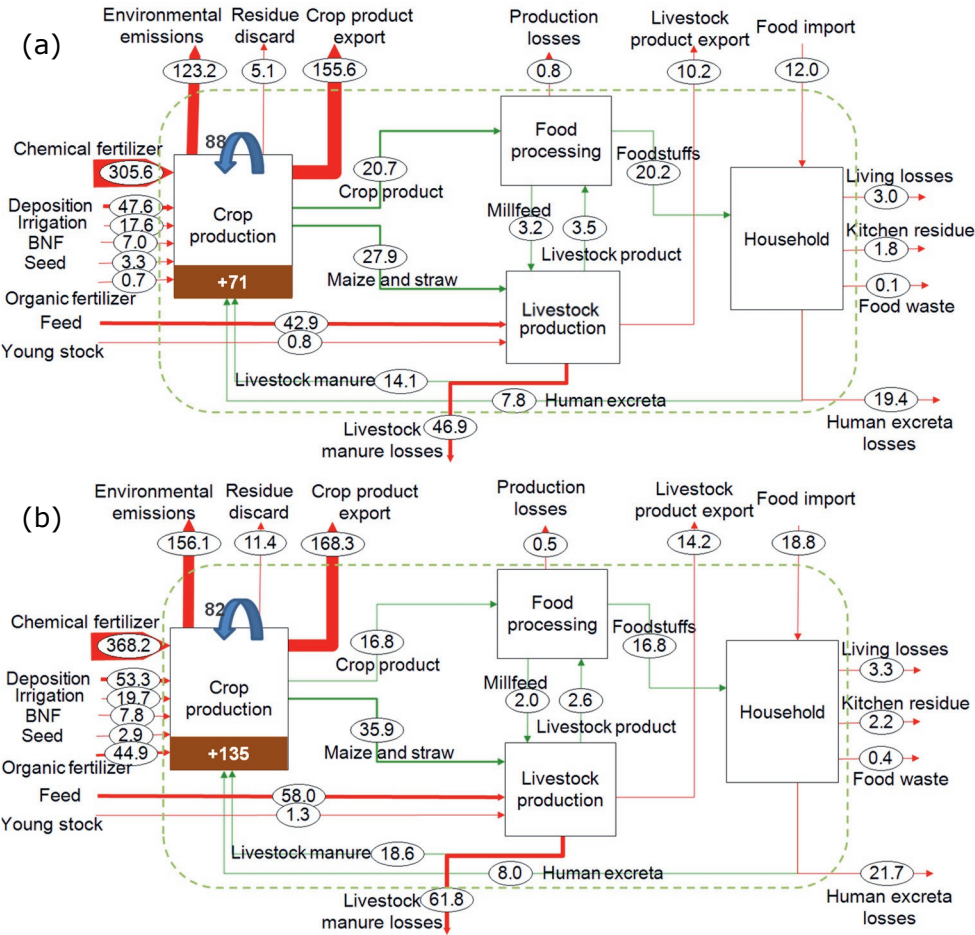 (a)
Environmental
emissions
Residue
discard
Crop product
export
Production
losses
Livestock
product export
Food import
123.2
5.1
155.6
0.8
10.2
12.0
88
Chemical fertilizer
305.6
Deposition
47.6
Irrigation
17.6
BNF
7.0
Seed
3.3
0.7
Organic fertilizer
Crop
production
+71
20.7
Crop product
27.9
Maize and straw
Food
processing
Foodstuffs
20.2
Millfeed
3.2
3.5
Livestock product
Livestock
production
Household
Living losses
3.0
Kitchen residue
1.8
0.1
Food waste
Feed
42.9
Young stock
0.8
Livestock manure
14.1
7.8
Human excreta
46.9
Livestock
manure losses
19.4
Human excreta
losses
(b)
Environmental
emissions
Residue
discard
Crop product
export
Production
losses
Livestock
product export
Food import
156.1
11.4
168.3
0.5
14.2
18.8
82
Chemical fertilizer
368.2
Deposition
53.3
Irrigation
19.7
BNF
7.8
Seed
2.9
44.9
Organic fertilizer
Crop
production
+135
16.8
Crop product
35.9
Maize and straw
Food
processing
Foodstuffs
16.8
Millfeed
2.0
2.6
Livestock product
Livestock
production
Household
Living losses
3.3
Kitchen residue
2.2
0.4
Food waste
Feed
58.0
Young stock
1.3
Livestock manure
18.6
8.0
Human excreta
61.8
Livestock
manure losses
21.7
Human excreta
losses